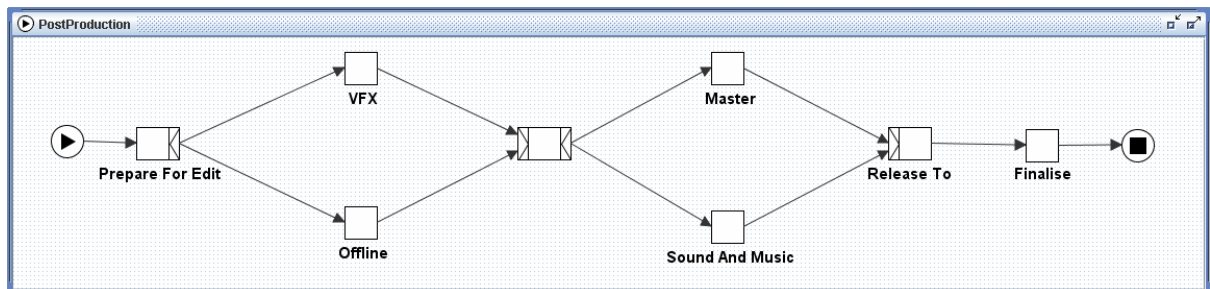 PostProduction
VFX
Master
Prepare For Edit
Release To
Finalise
Offline
Sound And Music